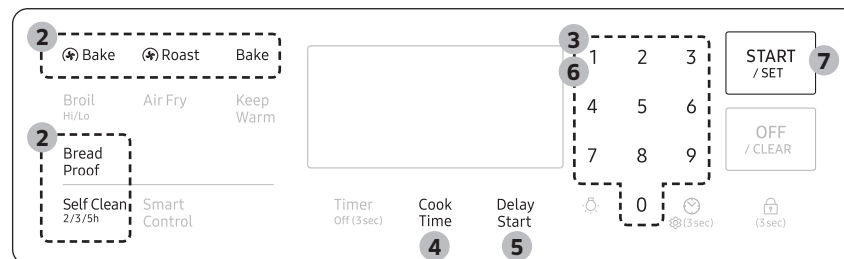 2
Bake Roast Bake
Broil Air Fry Keep
Hi/Lo Warm
2
Bread
Proof
Self Clean Smart
2/3/5h Control
Timer Cook Delay
Off (3 sec) Time Start
4 5
3
6
1 2 3
4 5 6
7 8 9
0
(3 sec)
(3 sec)
START
/ SET
7
OFF
/ CLEAR